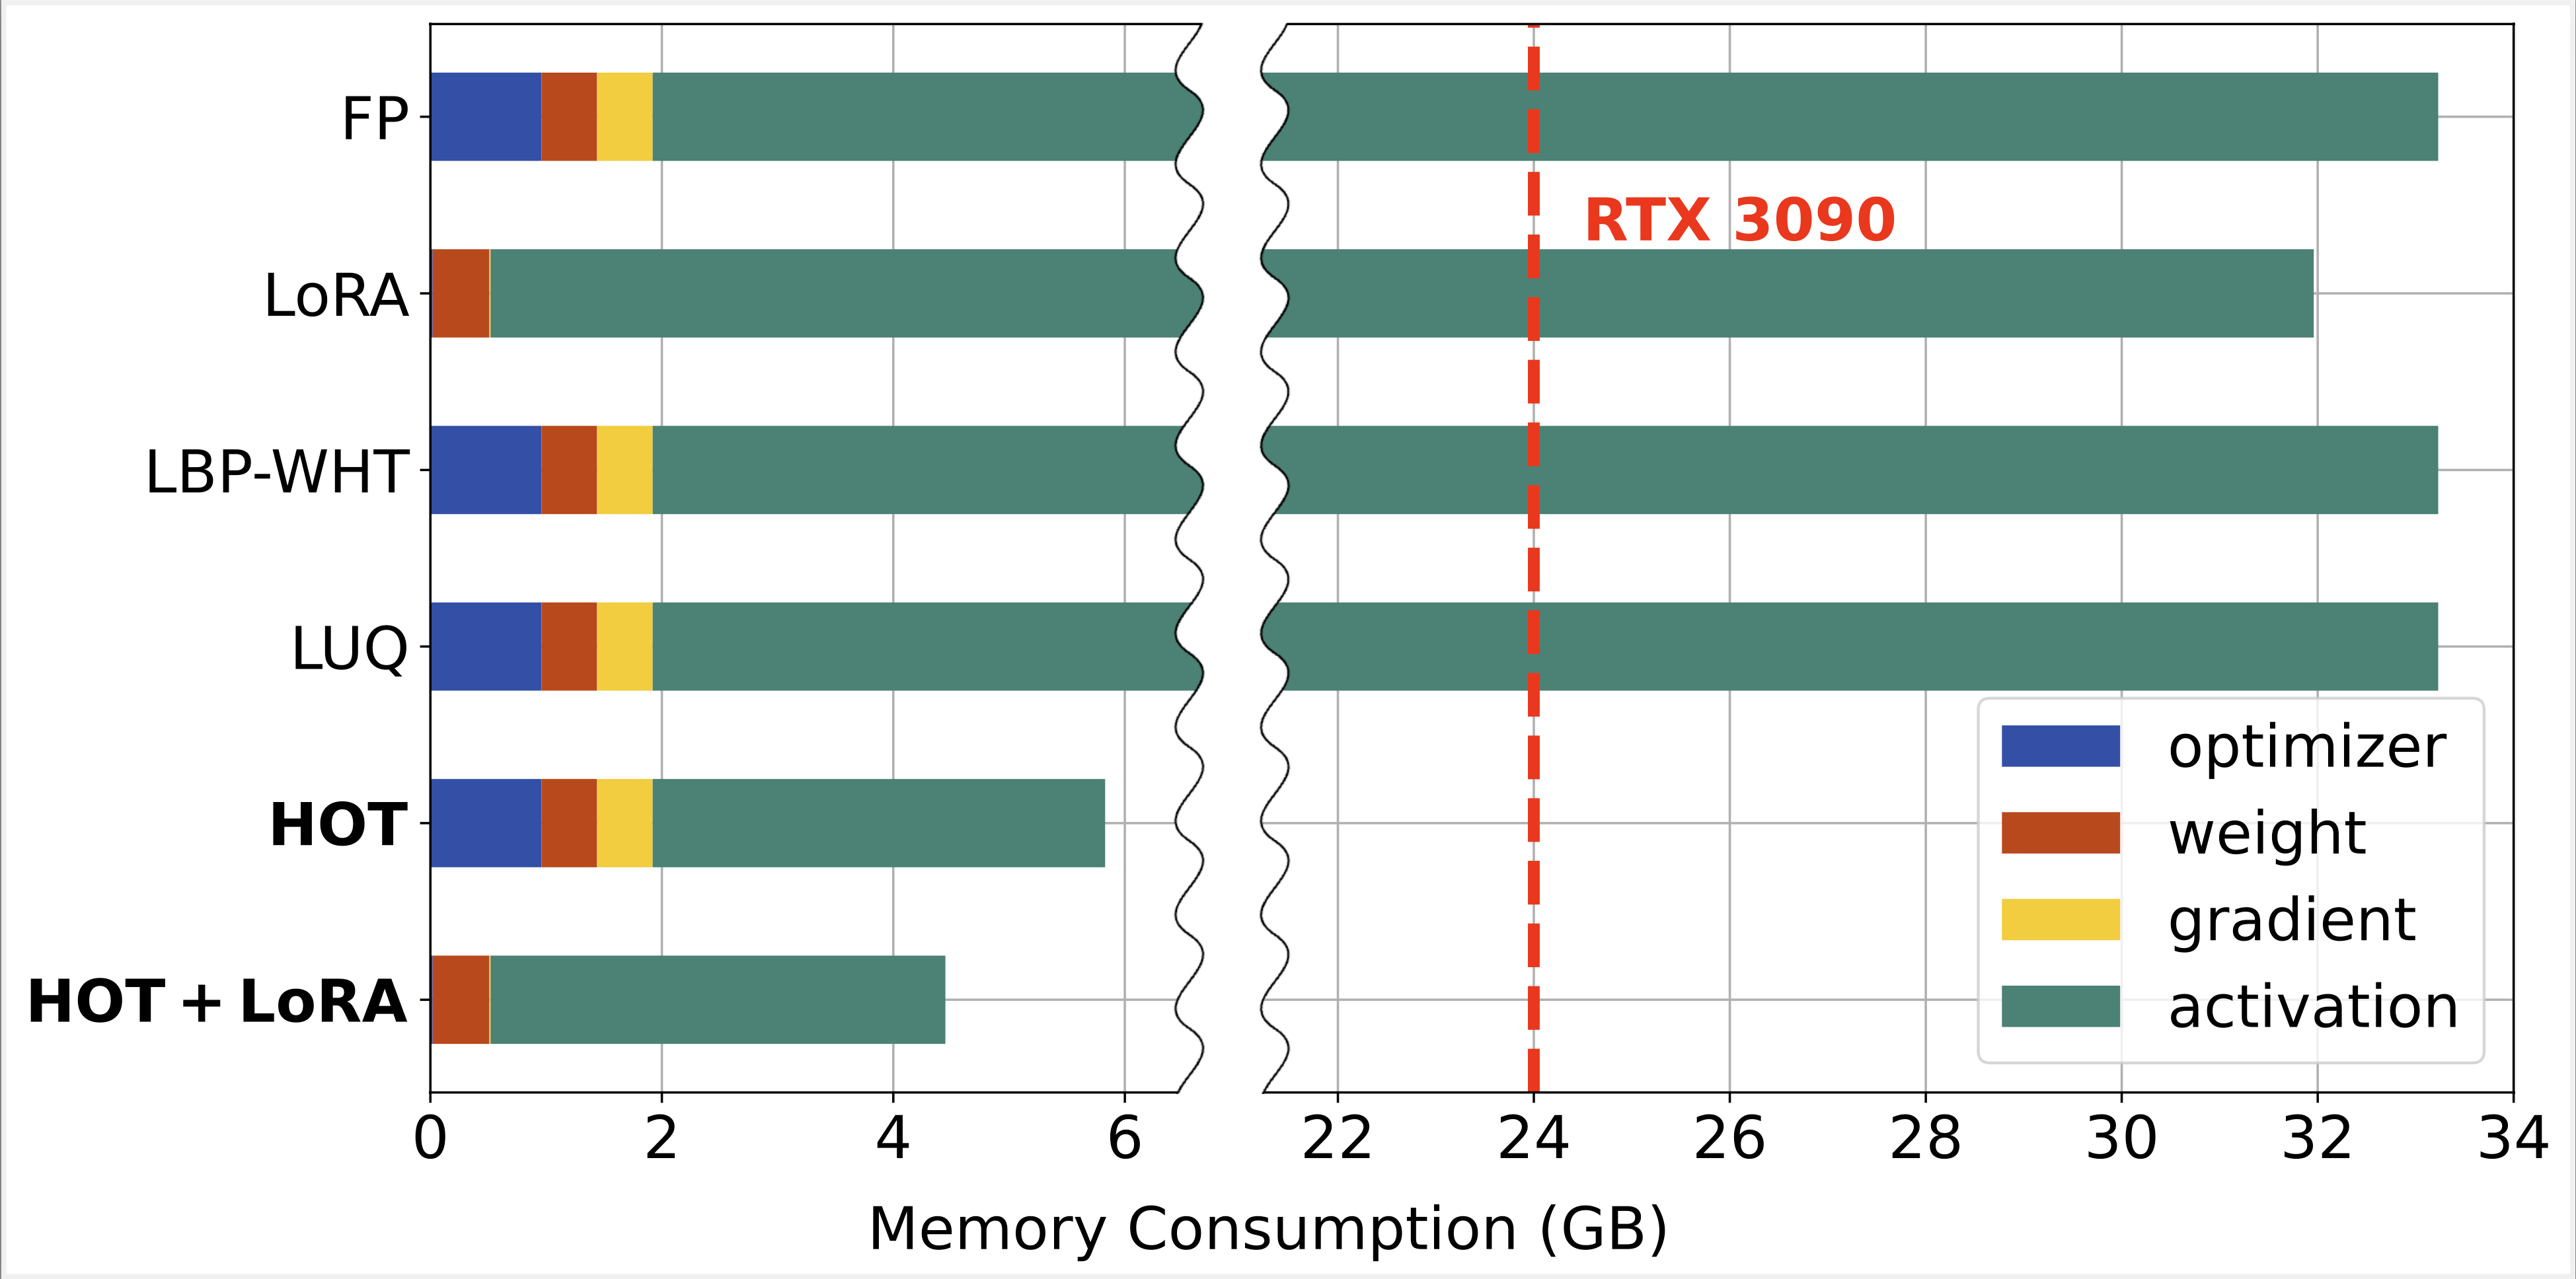 FP
RTX 3090
LoRA
LBP-WHT
LUQ
HOT
HOT + LoRA
optimizer
weight
gradient
activation
0 2 4 6 22 24 26 28 30 32 34
Memory Consumption (GB)